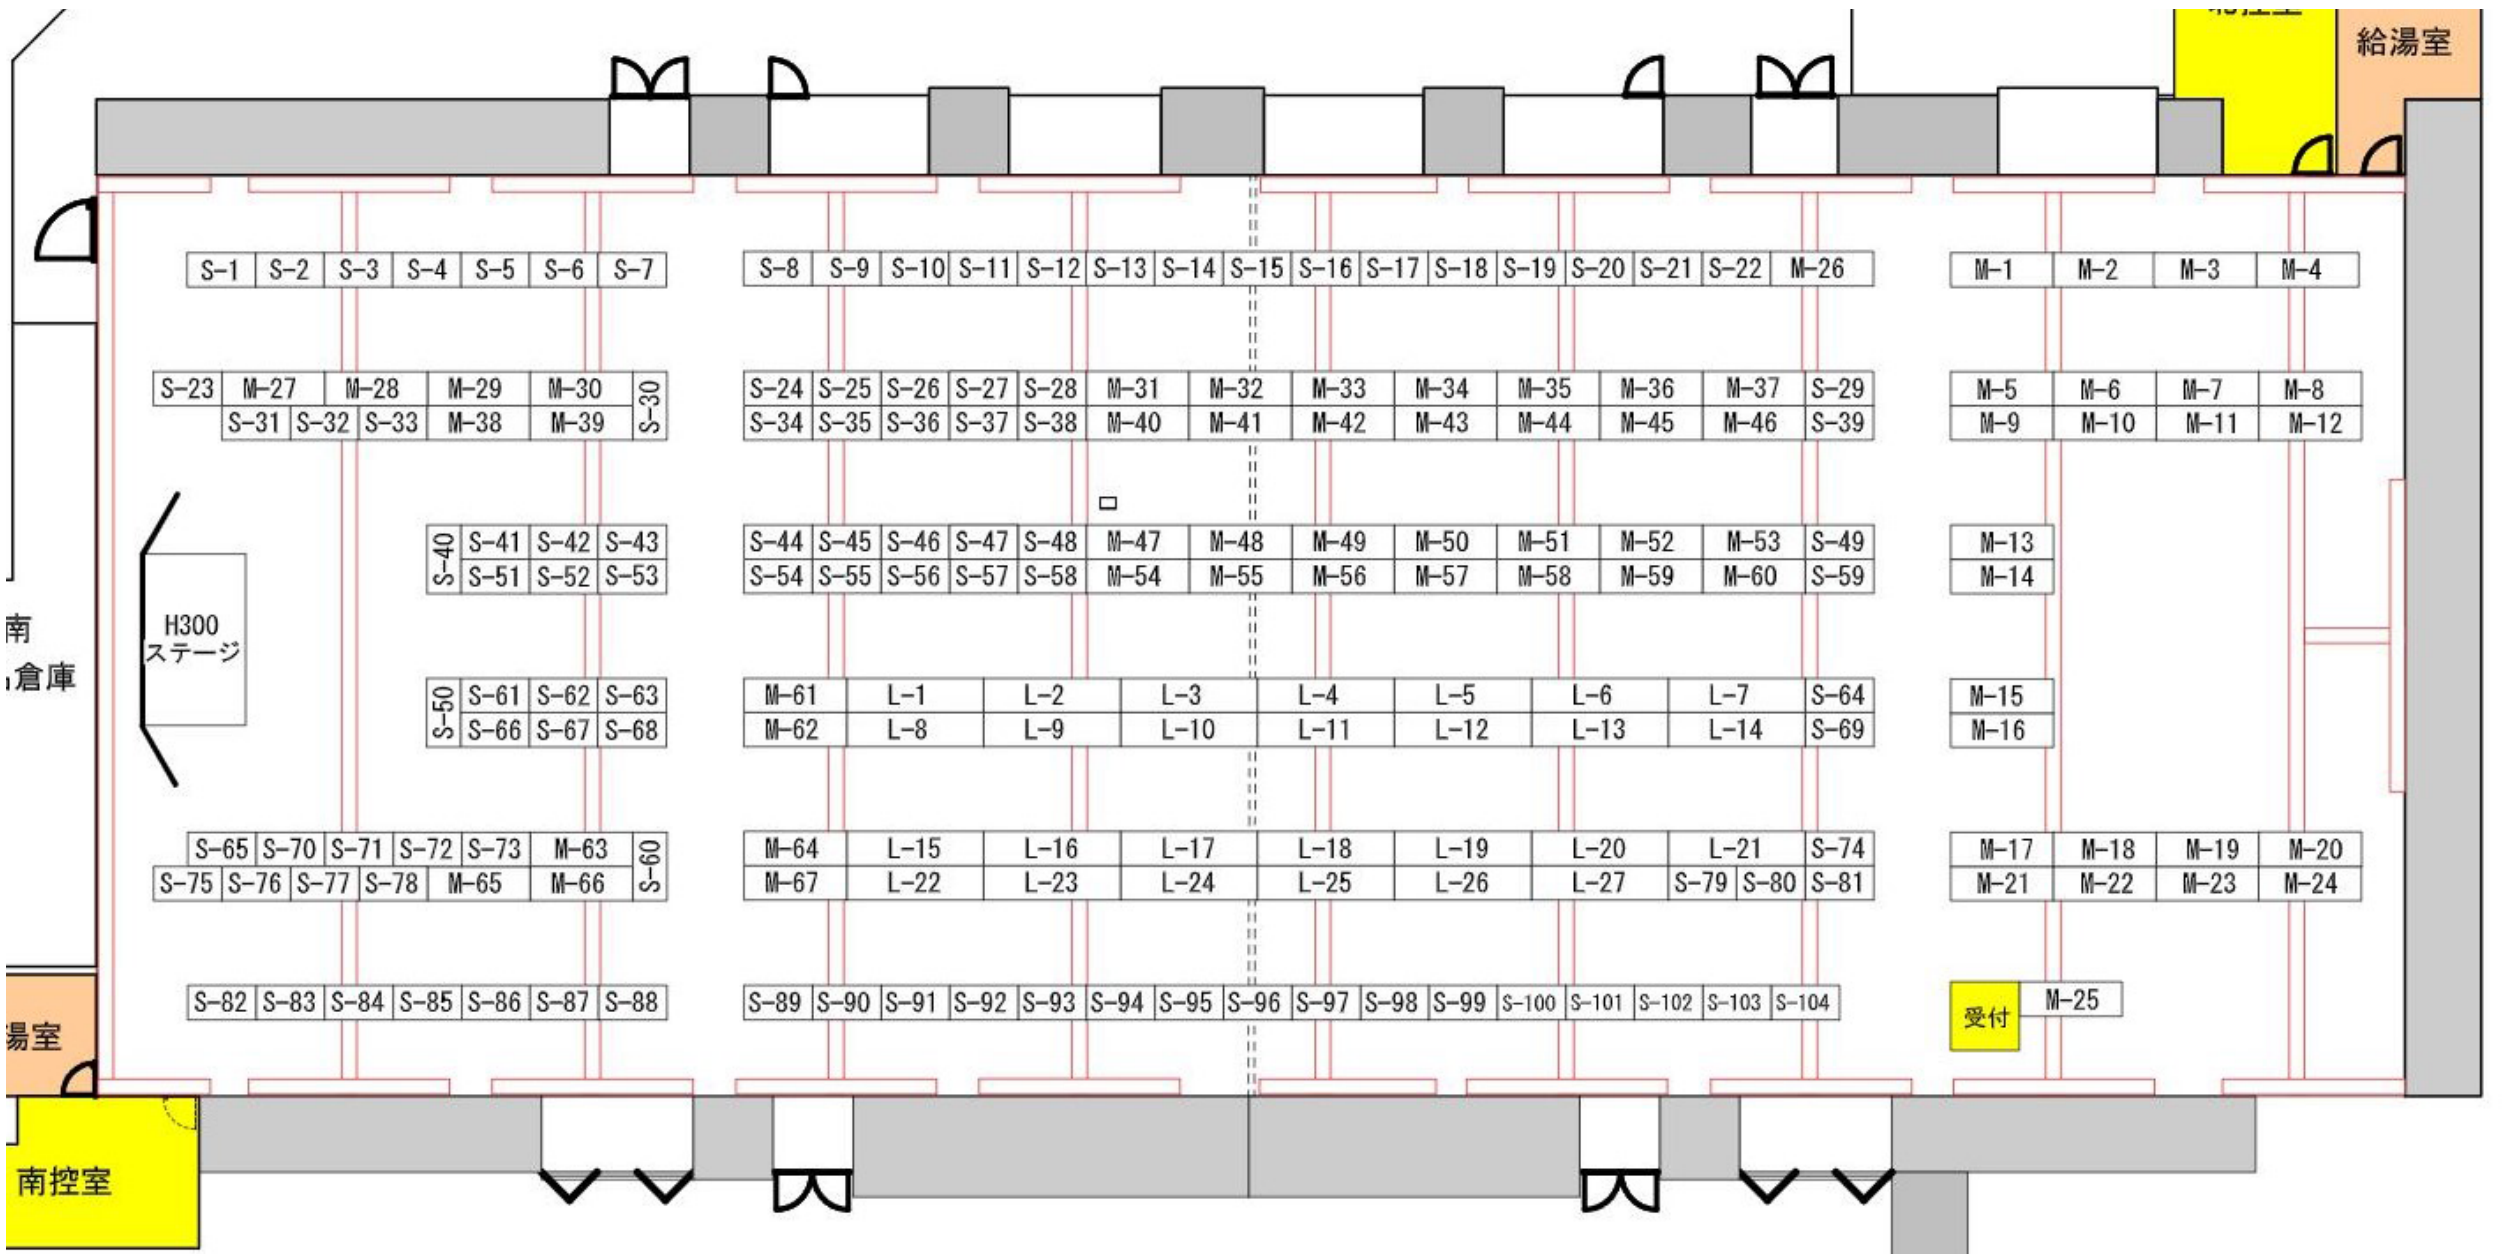 給湯室
S-1 S-2 S-3 S-4 S-5 S-6 S-7 S-8 S-9 S-10 S-11 S-12 S-13 S-14 S-15 S-16 S-17 S-18 S-19 S-20 S-21 S-22 M-26 M-1 M-2 M-3 M-4
S-23 M-27 M-28 M-29 M-30 S-30 S-24 S-25 S-26 S-27 S-28 M-31 M-32 M-33 M-34 M-35 M-36 M-37 S-29 M-5 M-6 M-7 M-8
S-31 S-32 S-33 M-38 M-39 S-34 S-35 S-36 S-37 S-38 M-40 M-41 M-42 M-43 M-44 M-45 M-46 S-39 M-9 M-10 M-11 M-12
S-40 S-41 S-42 S-43 S-44 S-45 S-46 S-47 S-48 M-47 M-48 M-49 M-50 M-51 M-52 M-53 S-49 M-13
S-51 S-52 S-53 S-54 S-55 S-56 S-57 S-58 M-54 M-55 M-56 M-57 M-58 M-59 M-60 S-59 M-14
H300
ステージ
南
倉庫
S-50 S-61 S-62 S-63 M-61 L-1 L-2 L-3 L-4 L-5 L-6 L-7 S-64 M-15
S-66 S-67 S-68 M-62 L-8 L-9 L-10 L-11 L-12 L-13 L-14 S-69 M-16
S-65 S-70 S-71 S-72 S-73 M-63 S-60 M-64 L-15 L-16 L-17 L-18 L-19 L-20 L-21 S-74 M-17 M-18 M-19 M-20
S-75 S-76 S-77 S-78 M-65 M-66 M-67 L-22 L-23 L-24 L-25 L-26 L-27 S-79 S-80 S-81 M-21 M-22 M-23 M-24
S-82 S-83 S-84 S-85 S-86 S-87 S-88 S-89 S-90 S-91 S-92 S-93 S-94 S-95 S-96 S-97 S-98 S-99 S-100 S-101 S-102 S-103 S-104 受付 M-25
湯室
南控室